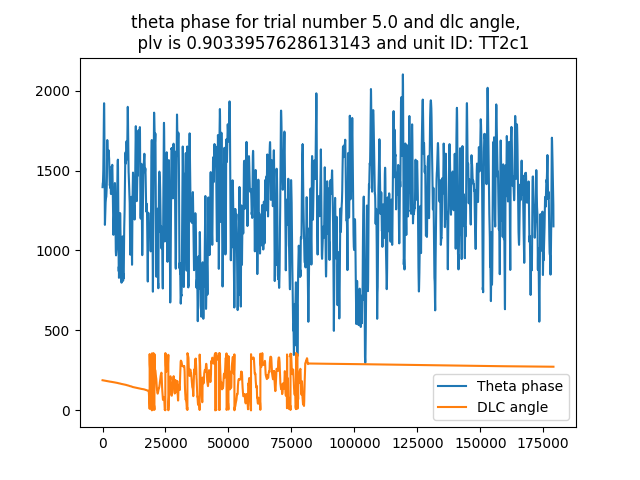 theta phase for trial number 5.0 and dlc angle,
plv is 0.9033957628613143 and unit ID: TT2c1
2000
1500
1000
500
0
0 25000 50000 75000 100000 125000 150000 175000
Theta phase
DLC angle